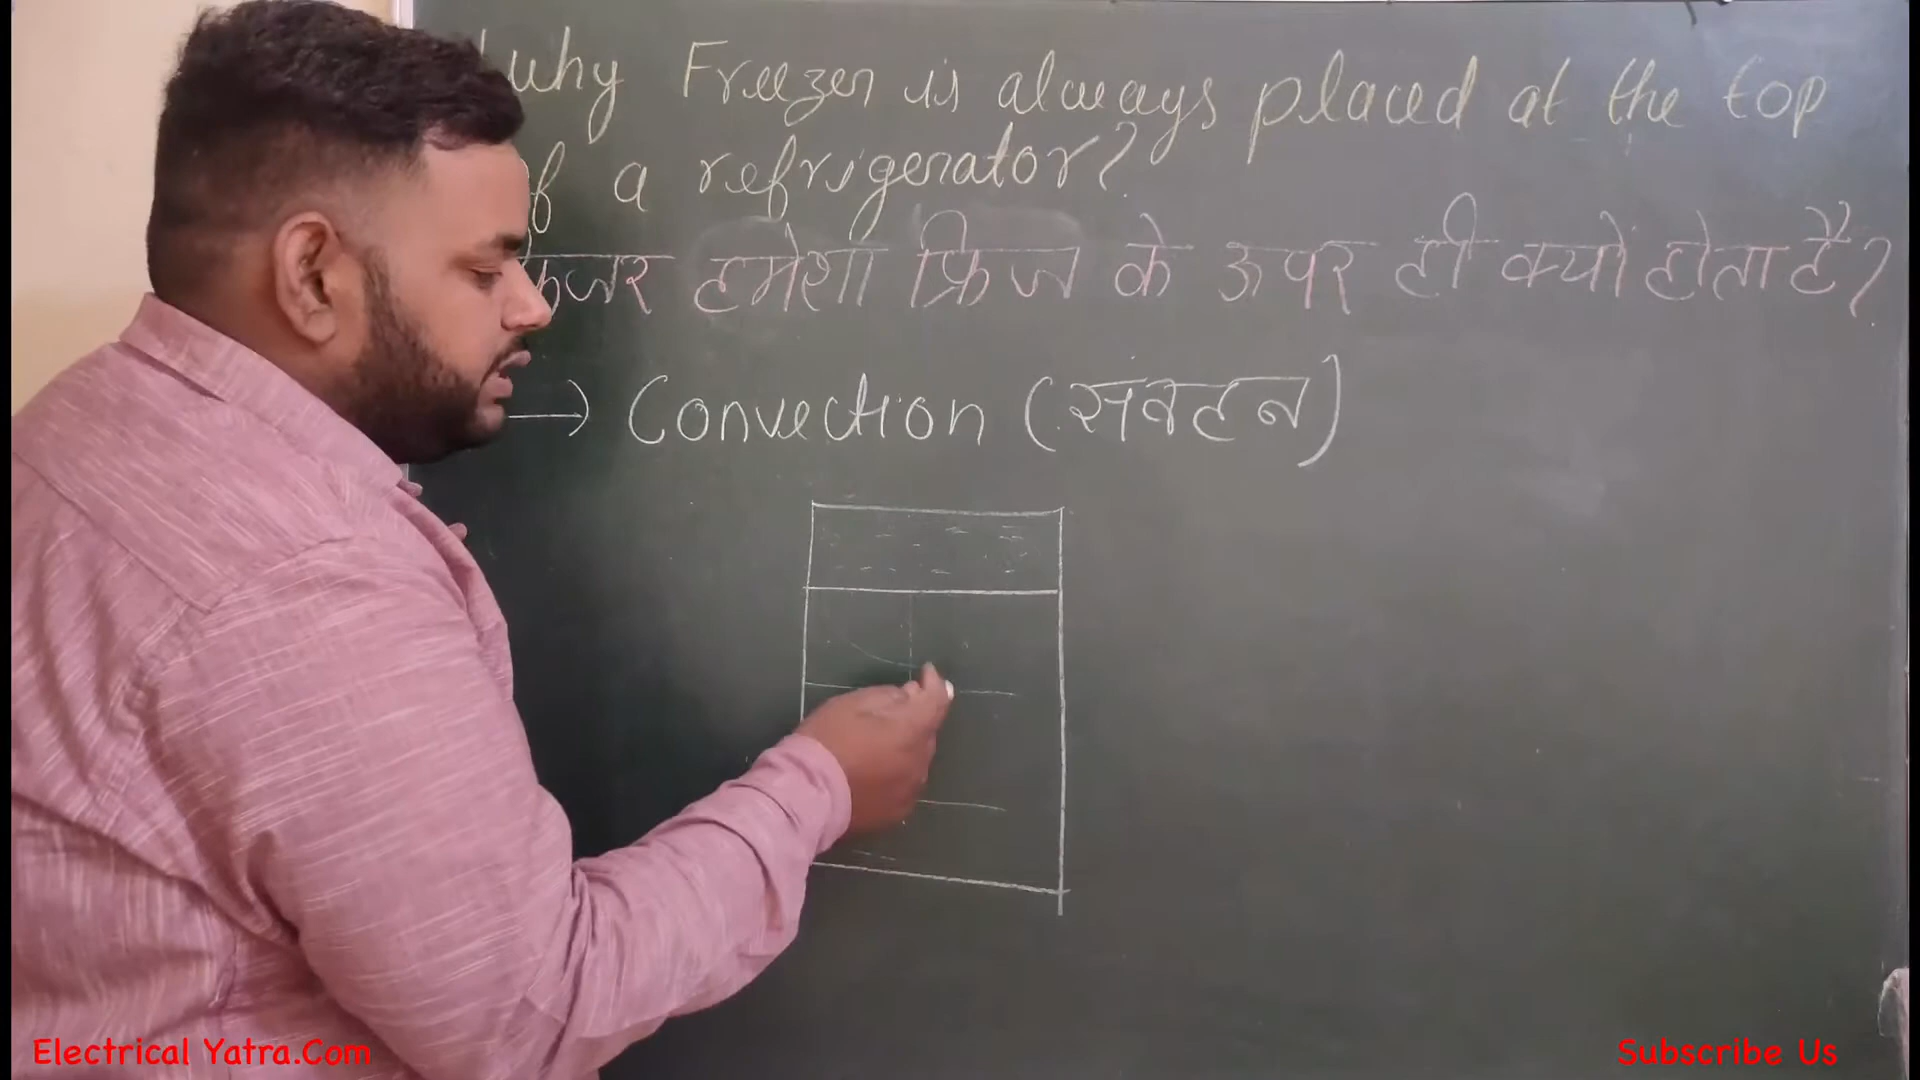 why Freezer is always placed at the top
of a refrigerator?
फ्रिजर हमेशा फ्रिज के ऊपर ही क्यों होता है?
→ Convection (संवहन)
Electrical Yatra.Com
Subscribe Us